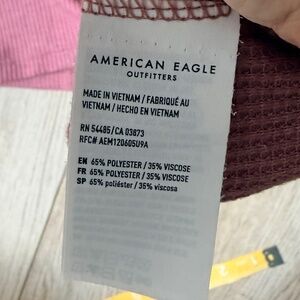 AMERICAN EAGLE
OUTFITTERS
MADE IN VIETNAM / FABRIQUÉ AU
VIETNAM / HECHO EN VIETNAM
RN 54485/CA 03873
RFC# AEM120605U9A
EN 65% POLYESTER / 35% VISCOSE
FR 65% POLYESTER / 35% VISCOSE
SP 65% poliéster / 35% viscosa